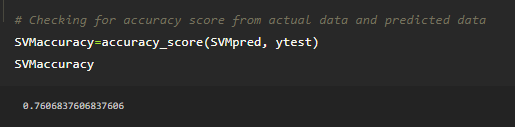 # Checking for accuracy score from actual data and predicted data
SVMaccuracy=accuracy_score(SVMpred, ytest)
SVMaccuracy
0.7606837606837606